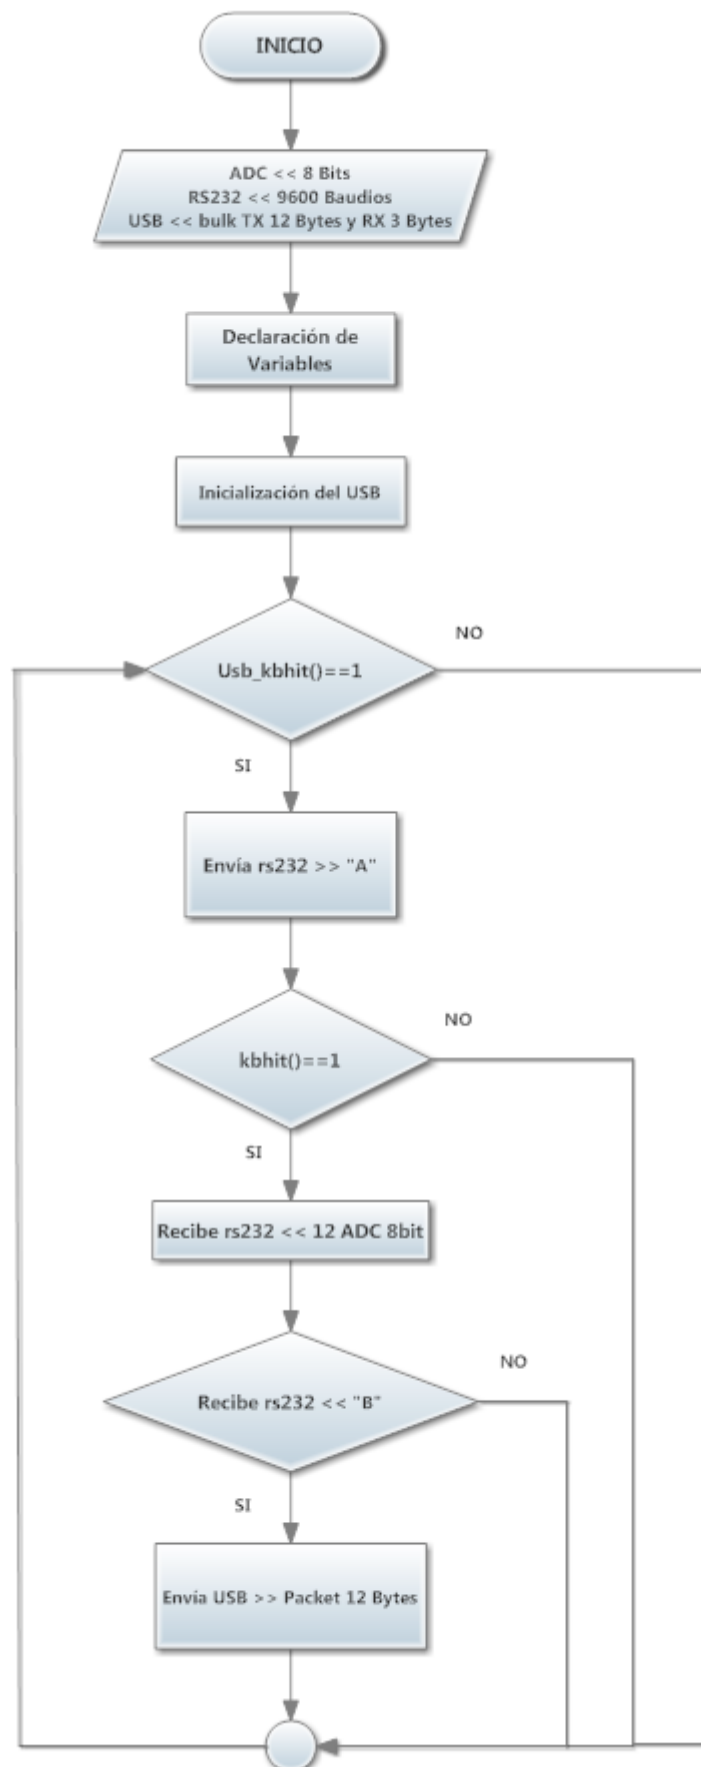 INICIO
ADC << 8 Bits
RS232 << 9600 Baudios
USB << bulk TX 12 Bytes y RX 3 Bytes
Declaración de
Variables
Inicialización del USB
NO
Usb_kbhit()==1
SI
Envía rs232 >> "A"
NO
kbhit()==1
SI
Recibe rs232 << 12 ADC 8bit
NO
Recibe rs232 << "B"
SI
Envía USB >> Packet 12 Bytes